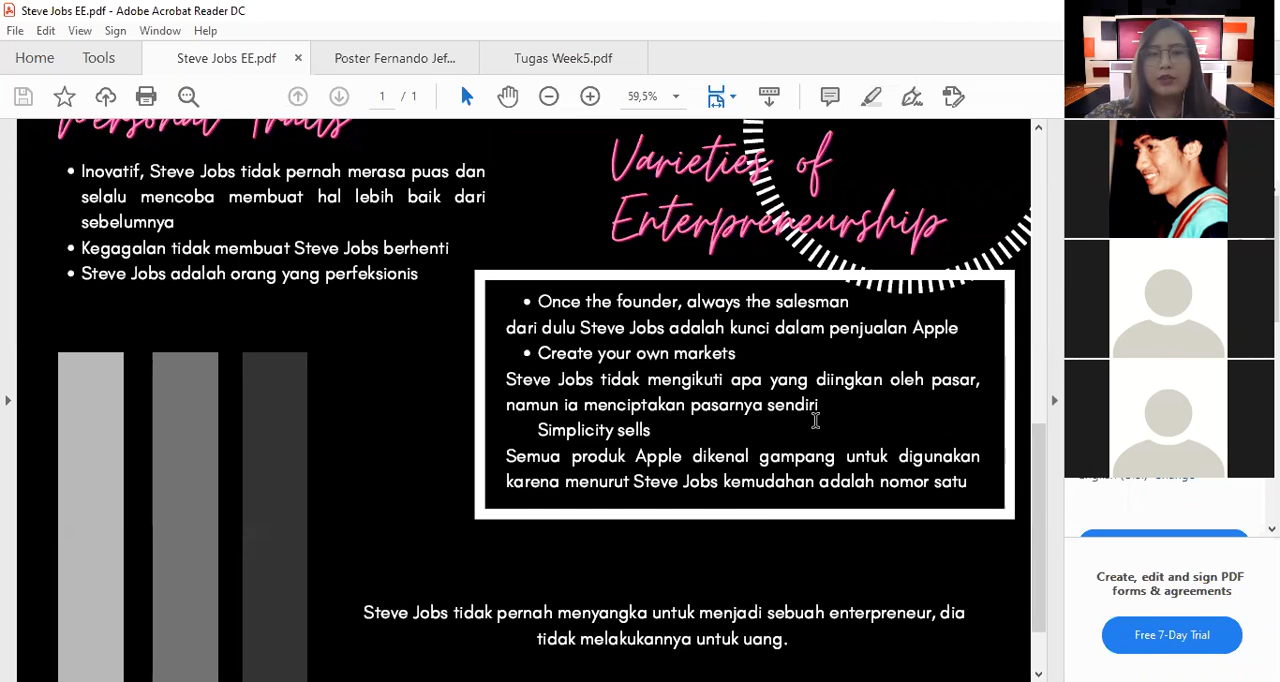 Steve Jobs EE.pdf - Adobe Acrobat Reader DC
File Edit View Sign Window Help
Home Tools Steve Jobs EE.pdf × Poster Fernando Jef... Tugas Week5.pdf
1 / 1 59,5%
Personal Traits
• Inovatif, Steve Jobs tidak pernah merasa puas dan
selalu mencoba membuat hal lebih baik dari
sebelumnya
• Kegagalan tidak membuat Steve Jobs berhenti
• Steve Jobs adalah orang yang perfeksionis
Varieties of
Enterpreneurship
• Once the founder, always the salesman
dari dulu Steve Jobs adalah kunci dalam penjualan Apple
• Create your own markets
Steve Jobs tidak mengikuti apa yang diingkan oleh pasar,
namun ia menciptakan pasarnya sendiri
Simplicity sells
Semua produk Apple dikenal gampang untuk digunakan
karena menurut Steve Jobs kemudahan adalah nomor satu
Steve Jobs tidak pernah menyangka untuk menjadi sebuah enterpreneur, dia
tidak melakukannya untuk uang.
Create, edit and sign PDF
forms & agreements
Free 7-Day Trial